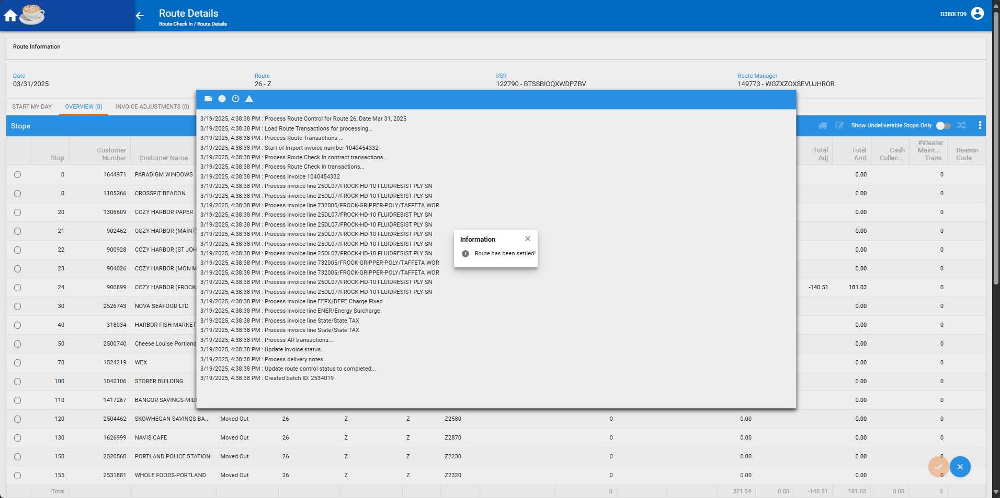 Route Details
Route Check In / Route Details
D380LT09
Route Information
Date
03/31/2025
Route
26 - Z
RSR
122790 - BTSSBIOQXWDPZBV
Route Manager
149773 - WGZXZOXSEVUJHROR
START MY DAY
OVERVIEW (0)
INVOICE ADJUSTMENTS (0)
Stops
Show Undeliverable Stops Only
Stop
Customer Number
Customer Name
Total Adj
Total Amt
Cash Collec...
#Wearer Maint... Trans.
Reason Code
3/19/2025, 4:38:38 PM : Process Route Control for Route 26, Date Mar 31, 2025
3/19/2025, 4:38:38 PM : Load Route Transactions for processing...
3/19/2025, 4:38:38 PM : Process Route Transactions ...
3/19/2025, 4:38:38 PM : Start of Import invoice number 1040454332
3/19/2025, 4:38:38 PM : Process Route Check In contract transactions...
3/19/2025, 4:38:38 PM : Process Route Check In transactions...
3/19/2025, 4:38:38 PM : Process invoice 1040454332
3/19/2025, 4:38:38 PM : Process invoice line 25DL07/FROCK-HD-10 FLUIDRESIST PLY SN
3/19/2025, 4:38:38 PM : Process invoice line 25DL07/FROCK-HD-10 FLUIDRESIST PLY SN
3/19/2025, 4:38:38 PM : Process invoice line 732005/FROCK-GRIPPER-POLY/TAFFETA WOR
3/19/2025, 4:38:38 PM : Process invoice line 25DL07/FROCK-HD-10 FLUIDRESIST PLY SN
3/19/2025, 4:38:38 PM : Process invoice line 25DL07/FROCK-HD-10 FLUIDRESIST PLY SN
3/19/2025, 4:38:38 PM : Process invoice line 25DL07/FROCK-HD-10 FLUIDRESIST PLY SN
3/19/2025, 4:38:38 PM : Process invoice line 25DL07/FROCK-HD-10 FLUIDRESIST PLY SN
3/19/2025, 4:38:38 PM : Process invoice line 25DL07/FROCK-HD-10 FLUIDRESIST PLY SN
3/19/2025, 4:38:38 PM : Process invoice line 732005/FROCK-GRIPPER-POLY/TAFFETA WOR
3/19/2025, 4:38:38 PM : Process invoice line 732005/FROCK-GRIPPER-POLY/TAFFETA WOR
3/19/2025, 4:38:38 PM : Process invoice line 25DL07/FROCK-HD-10 FLUIDRESIST PLY SN
3/19/2025, 4:38:38 PM : Process invoice line 25DL07/FROCK-HD-10 FLUIDRESIST PLY SN
3/19/2025, 4:38:38 PM : Process invoice line EEFX/DEFE Charge Fixed
3/19/2025, 4:38:38 PM : Process invoice line ENER/Energy Surcharge
3/19/2025, 4:38:38 PM : Process invoice line State/State TAX
3/19/2025, 4:38:38 PM : Process invoice line State/State TAX
3/19/2025, 4:38:38 PM : Process AR transactions...
3/19/2025, 4:38:38 PM : Update invoice status...
3/19/2025, 4:38:38 PM : Process delivery notes...
3/19/2025, 4:38:38 PM : Update route control status to completed...
3/19/2025, 4:38:38 PM : Created batch ID: 2534019
Information
Route has been settled!
0 1644971 PARADIGM WINDOWS 0.00 0
0 1105266 CROSSFIT BEACON 0.00 0
20 1306609 COZY HARBOR PAPER 0.00 0
21 902462 COZY HARBOR (MAINT 0.00 0
22 900928 COZY HARBOR (ST JOH 0.00 0
23 904026 COZY HARBOR (MON M 0.00 0
24 900899 COZY HARBOR (FROCK -140.51 181.03 0
30 2526743 NOVA SEAFOOD LTD 0.00 0
40 318034 HARBOR FISH MARKET 0.00 0
50 2500740 Cheese Louise Portland 0.00 0
70 1524219 WEX 0.00 0
100 1042106 STORER BUILDING 0.00 0
110 1417267 BANGOR SAVINGS-MID 0.00 0
120 2504462 SKOWHEGAN SAVINGS BA... Moved Out 26 Z Z Z2580 0 0.00 0.00 0
130 1626999 NAVIS CAFE Moved Out 26 Z Z Z2870 0 0.00 0.00 0
150 2520560 PORTLAND POLICE STATION Moved Out 26 Z Z Z2230 0 0.00 0.00 0
155 2531881 WHOLE FOODS-PORTLAND Moved Out 26 Z Z Z2320 0 0.00 0.00 0
Total 0 321.54 0.00 -140.51 181.03 0.00 0